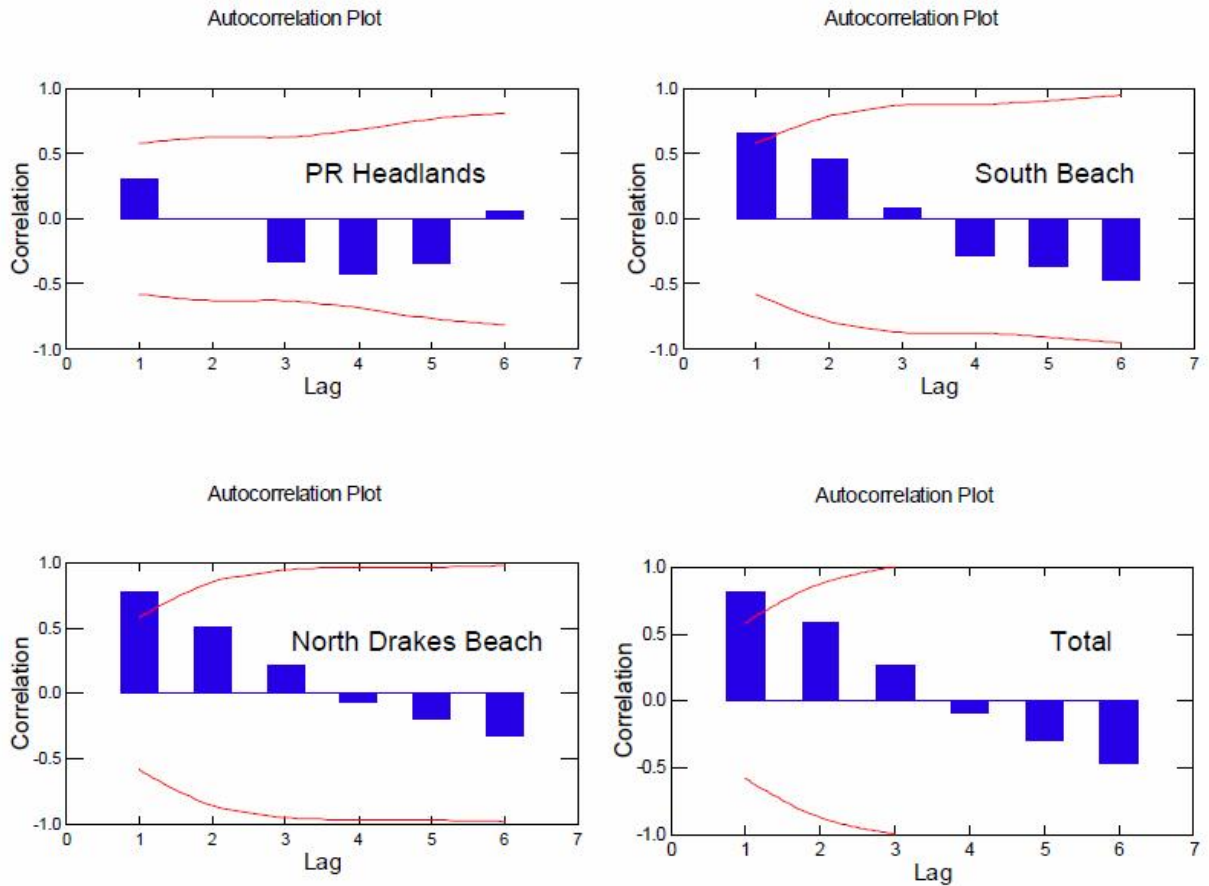 Autocorrelation Plot
1.0
0.5
0.0
-0.5
-1.0
Correlation
PR Headlands
0 1 2 3 4 5 6 7
Lag
Autocorrelation Plot
1.0
0.5
0.0
-0.5
-1.0
Correlation
South Beach
0 1 2 3 4 5 6 7
Lag
Autocorrelation Plot
1.0
0.5
0.0
-0.5
-1.0
Correlation
North Drakes Beach
0 1 2 3 4 5 6 7
Lag
Autocorrelation Plot
1.0
0.5
0.0
-0.5
-1.0
Correlation
Total
0 1 2 3 4 5 6 7
Lag